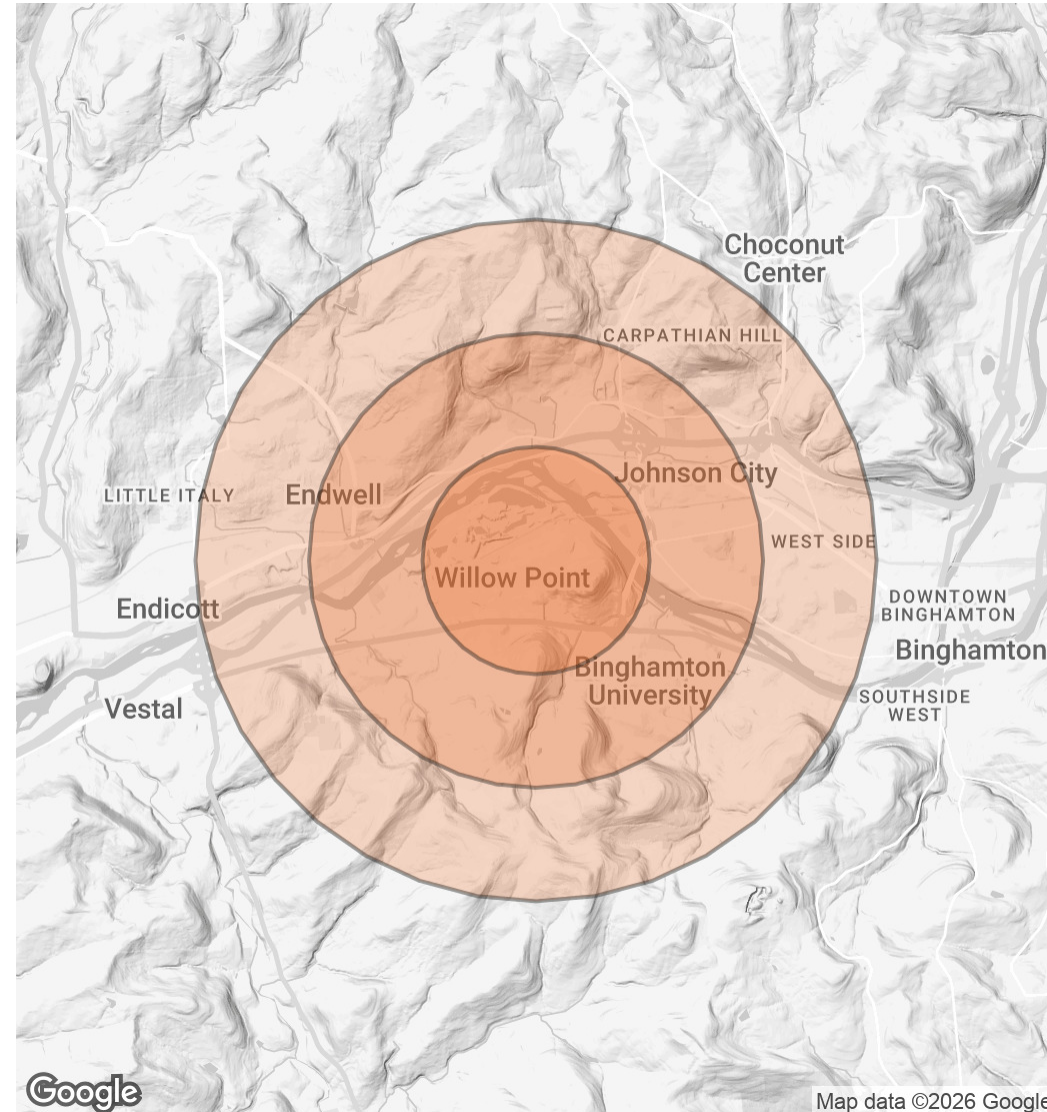 Choconut
Center
CARPATHIAN HILL
Johnson City
LITTLE ITALY
Endwell
WEST SIDE
Willow Point
Endicott
DOWNTOWN
BINGHAMTON
Binghamton
Binghamton
University
SOUTHSIDE
WEST
Vestal
Google
Map data ©2026 Google